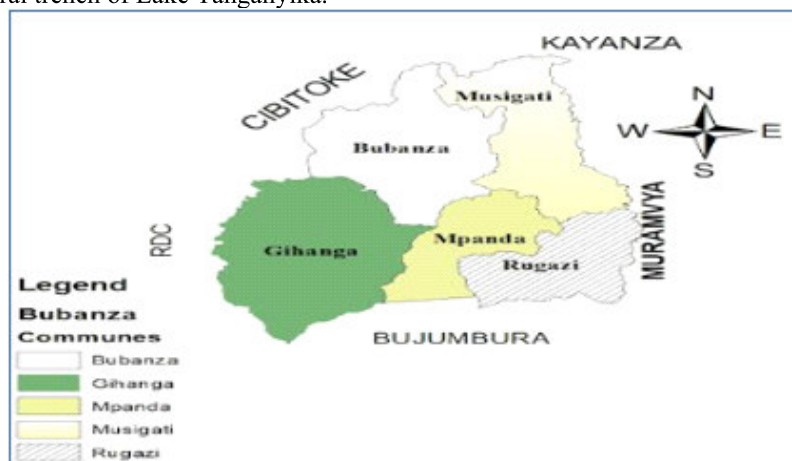 KAYANZA
CIBITOKE
Musigati
N
Bubanza
W E
S
MURAMVYA
RDC
Mpanda
Gihanga
Rugazi
Legend
Bubanza
Communes
BUJUMBURA
Bubanza
Gihanga
Mpanda
Musigati
Rugazi